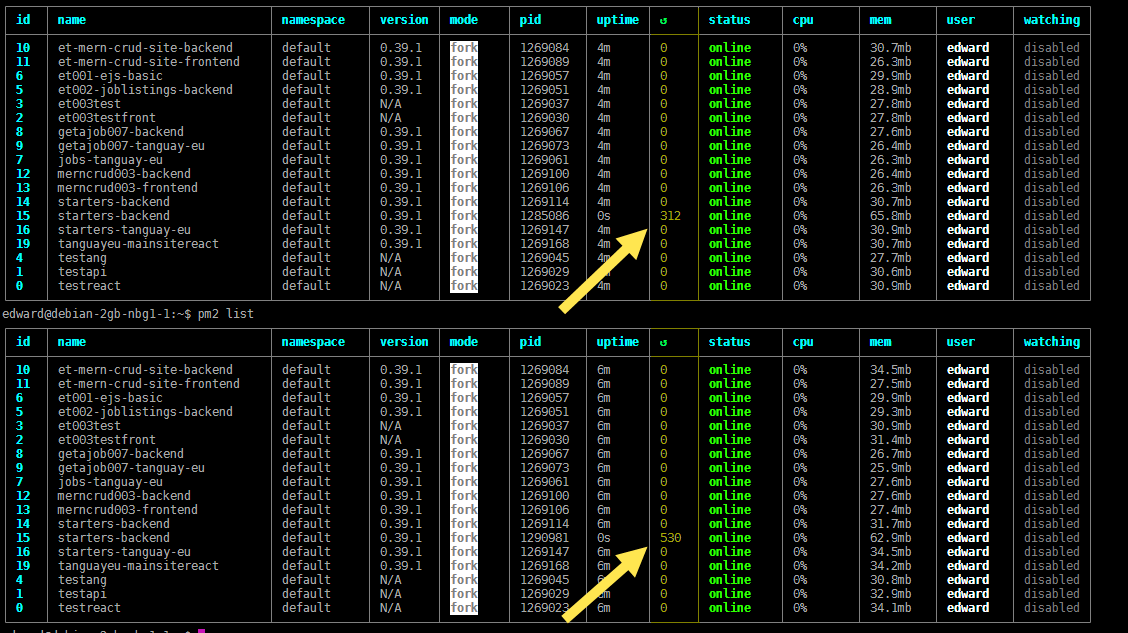 id name namespace version mode pid uptime ↺ status cpu mem user watching
10 et-mern-crud-site-backend default 0.39.1 fork 1269084 4m 0 online 0% 30.7mb edward disabled
11 et-mern-crud-site-frontend default 0.39.1 fork 1269089 4m 0 online 0% 26.3mb edward disabled
6 et001-ejs-basic default 0.39.1 fork 1269057 4m 0 online 0% 29.9mb edward disabled
5 et002-joblistings-backend default 0.39.1 fork 1269051 4m 0 online 0% 28.9mb edward disabled
3 et003test default N/A fork 1269037 4m 0 online 0% 27.8mb edward disabled
2 et003testfront default N/A fork 1269030 4m 0 online 0% 27.8mb edward disabled
8 getajob007-backend default 0.39.1 fork 1269067 4m 0 online 0% 27.6mb edward disabled
9 getajob007-tanguay-eu default 0.39.1 fork 1269073 4m 0 online 0% 26.4mb edward disabled
7 jobs-tanguay-eu default 0.39.1 fork 1269061 4m 0 online 0% 26.3mb edward disabled
12 merncrud003-backend default 0.39.1 fork 1269100 4m 0 online 0% 26.4mb edward disabled
13 merncrud003-frontend default 0.39.1 fork 1269106 4m 0 online 0% 26.3mb edward disabled
14 starters-backend default 0.39.1 fork 1269114 4m 0 online 0% 30.7mb edward disabled
15 starters-backend default 0.39.1 fork 1285086 0s 312 online 0% 65.8mb edward disabled
16 starters-tanguay-eu default 0.39.1 fork 1269147 4m 0 online 0% 30.9mb edward disabled
19 tanguayeu-mainsitereact default 0.39.1 fork 1269168 4m 0 online 0% 30.7mb edward disabled
4 testang default N/A fork 1269045 4m 0 online 0% 27.7mb edward disabled
1 testapi default N/A fork 1269029 4m 0 online 0% 30.6mb edward disabled
0 testreact default N/A fork 1269023 4m 0 online 0% 30.9mb edward disabled
edward@debian-2gb-nbg1-1:~$ pm2 list
id name namespace version mode pid uptime ↺ status cpu mem user watching
10 et-mern-crud-site-backend default 0.39.1 fork 1269084 6m 0 online 0% 34.5mb edward disabled
11 et-mern-crud-site-frontend default 0.39.1 fork 1269089 6m 0 online 0% 27.5mb edward disabled
6 et001-ejs-basic default 0.39.1 fork 1269057 6m 0 online 0% 29.9mb edward disabled
5 et002-joblistings-backend default 0.39.1 fork 1269051 6m 0 online 0% 29.3mb edward disabled
3 et003test default N/A fork 1269037 6m 0 online 0% 30.9mb edward disabled
2 et003testfront default N/A fork 1269030 6m 0 online 0% 31.4mb edward disabled
8 getajob007-backend default 0.39.1 fork 1269067 6m 0 online 0% 26.7mb edward disabled
9 getajob007-tanguay-eu default 0.39.1 fork 1269073 6m 0 online 0% 25.9mb edward disabled
7 jobs-tanguay-eu default 0.39.1 fork 1269061 6m 0 online 0% 27.6mb edward disabled
12 merncrud003-backend default 0.39.1 fork 1269100 6m 0 online 0% 27.6mb edward disabled
13 merncrud003-frontend default 0.39.1 fork 1269106 6m 0 online 0% 27.4mb edward disabled
14 starters-backend default 0.39.1 fork 1269114 6m 0 online 0% 31.7mb edward disabled
15 starters-backend default 0.39.1 fork 1290981 0s 530 online 0% 62.9mb edward disabled
16 starters-tanguay-eu default 0.39.1 fork 1269147 6m 0 online 0% 34.5mb edward disabled
19 tanguayeu-mainsitereact default 0.39.1 fork 1269168 6m 0 online 0% 34.2mb edward disabled
4 testang default N/A fork 1269045 6m 0 online 0% 30.8mb edward disabled
1 testapi default N/A fork 1269029 6m 0 online 0% 32.9mb edward disabled
0 testreact default N/A fork 1269023 0 online 0% 34.1mb edward disabled